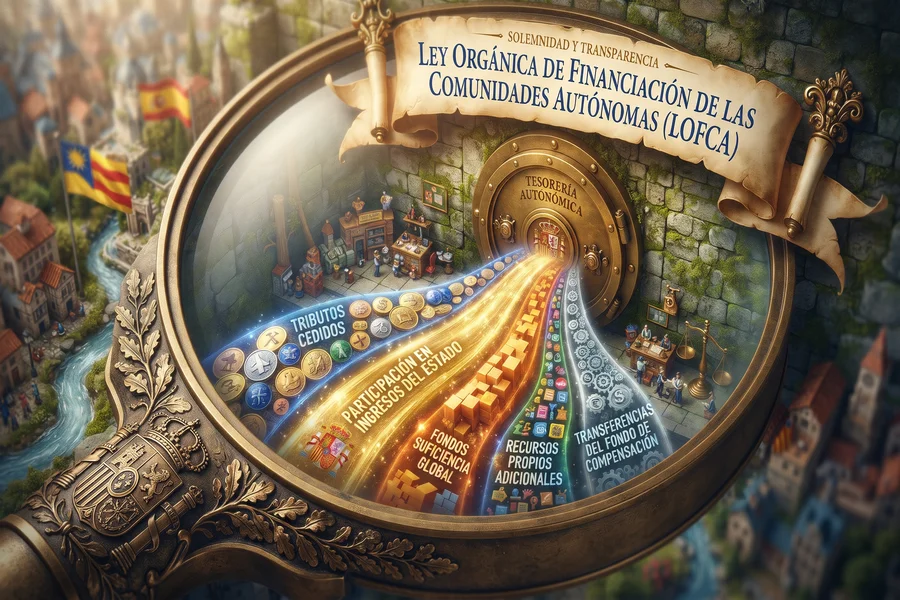 SOLEMNIDAD Y TRANSPARENCIA
LEY ORGÁNICA DE FINANCIACIÓN DE LAS
COMUNIDADES AUTÓNOMAS (LOFCA)
TESORERÍA
AUTONÓMICA
TRIBUTOS
CEDIDOS
PARTICIPACIÓN EN
INGRESOS DEL ESTADO
FONDOS
SUFICIENCIA
GLOBAL
RECURSOS
PROPIOS
ADICIONALES
TRANSFERENCIAS
DEL FONDO DE
COMPENSACIÓN